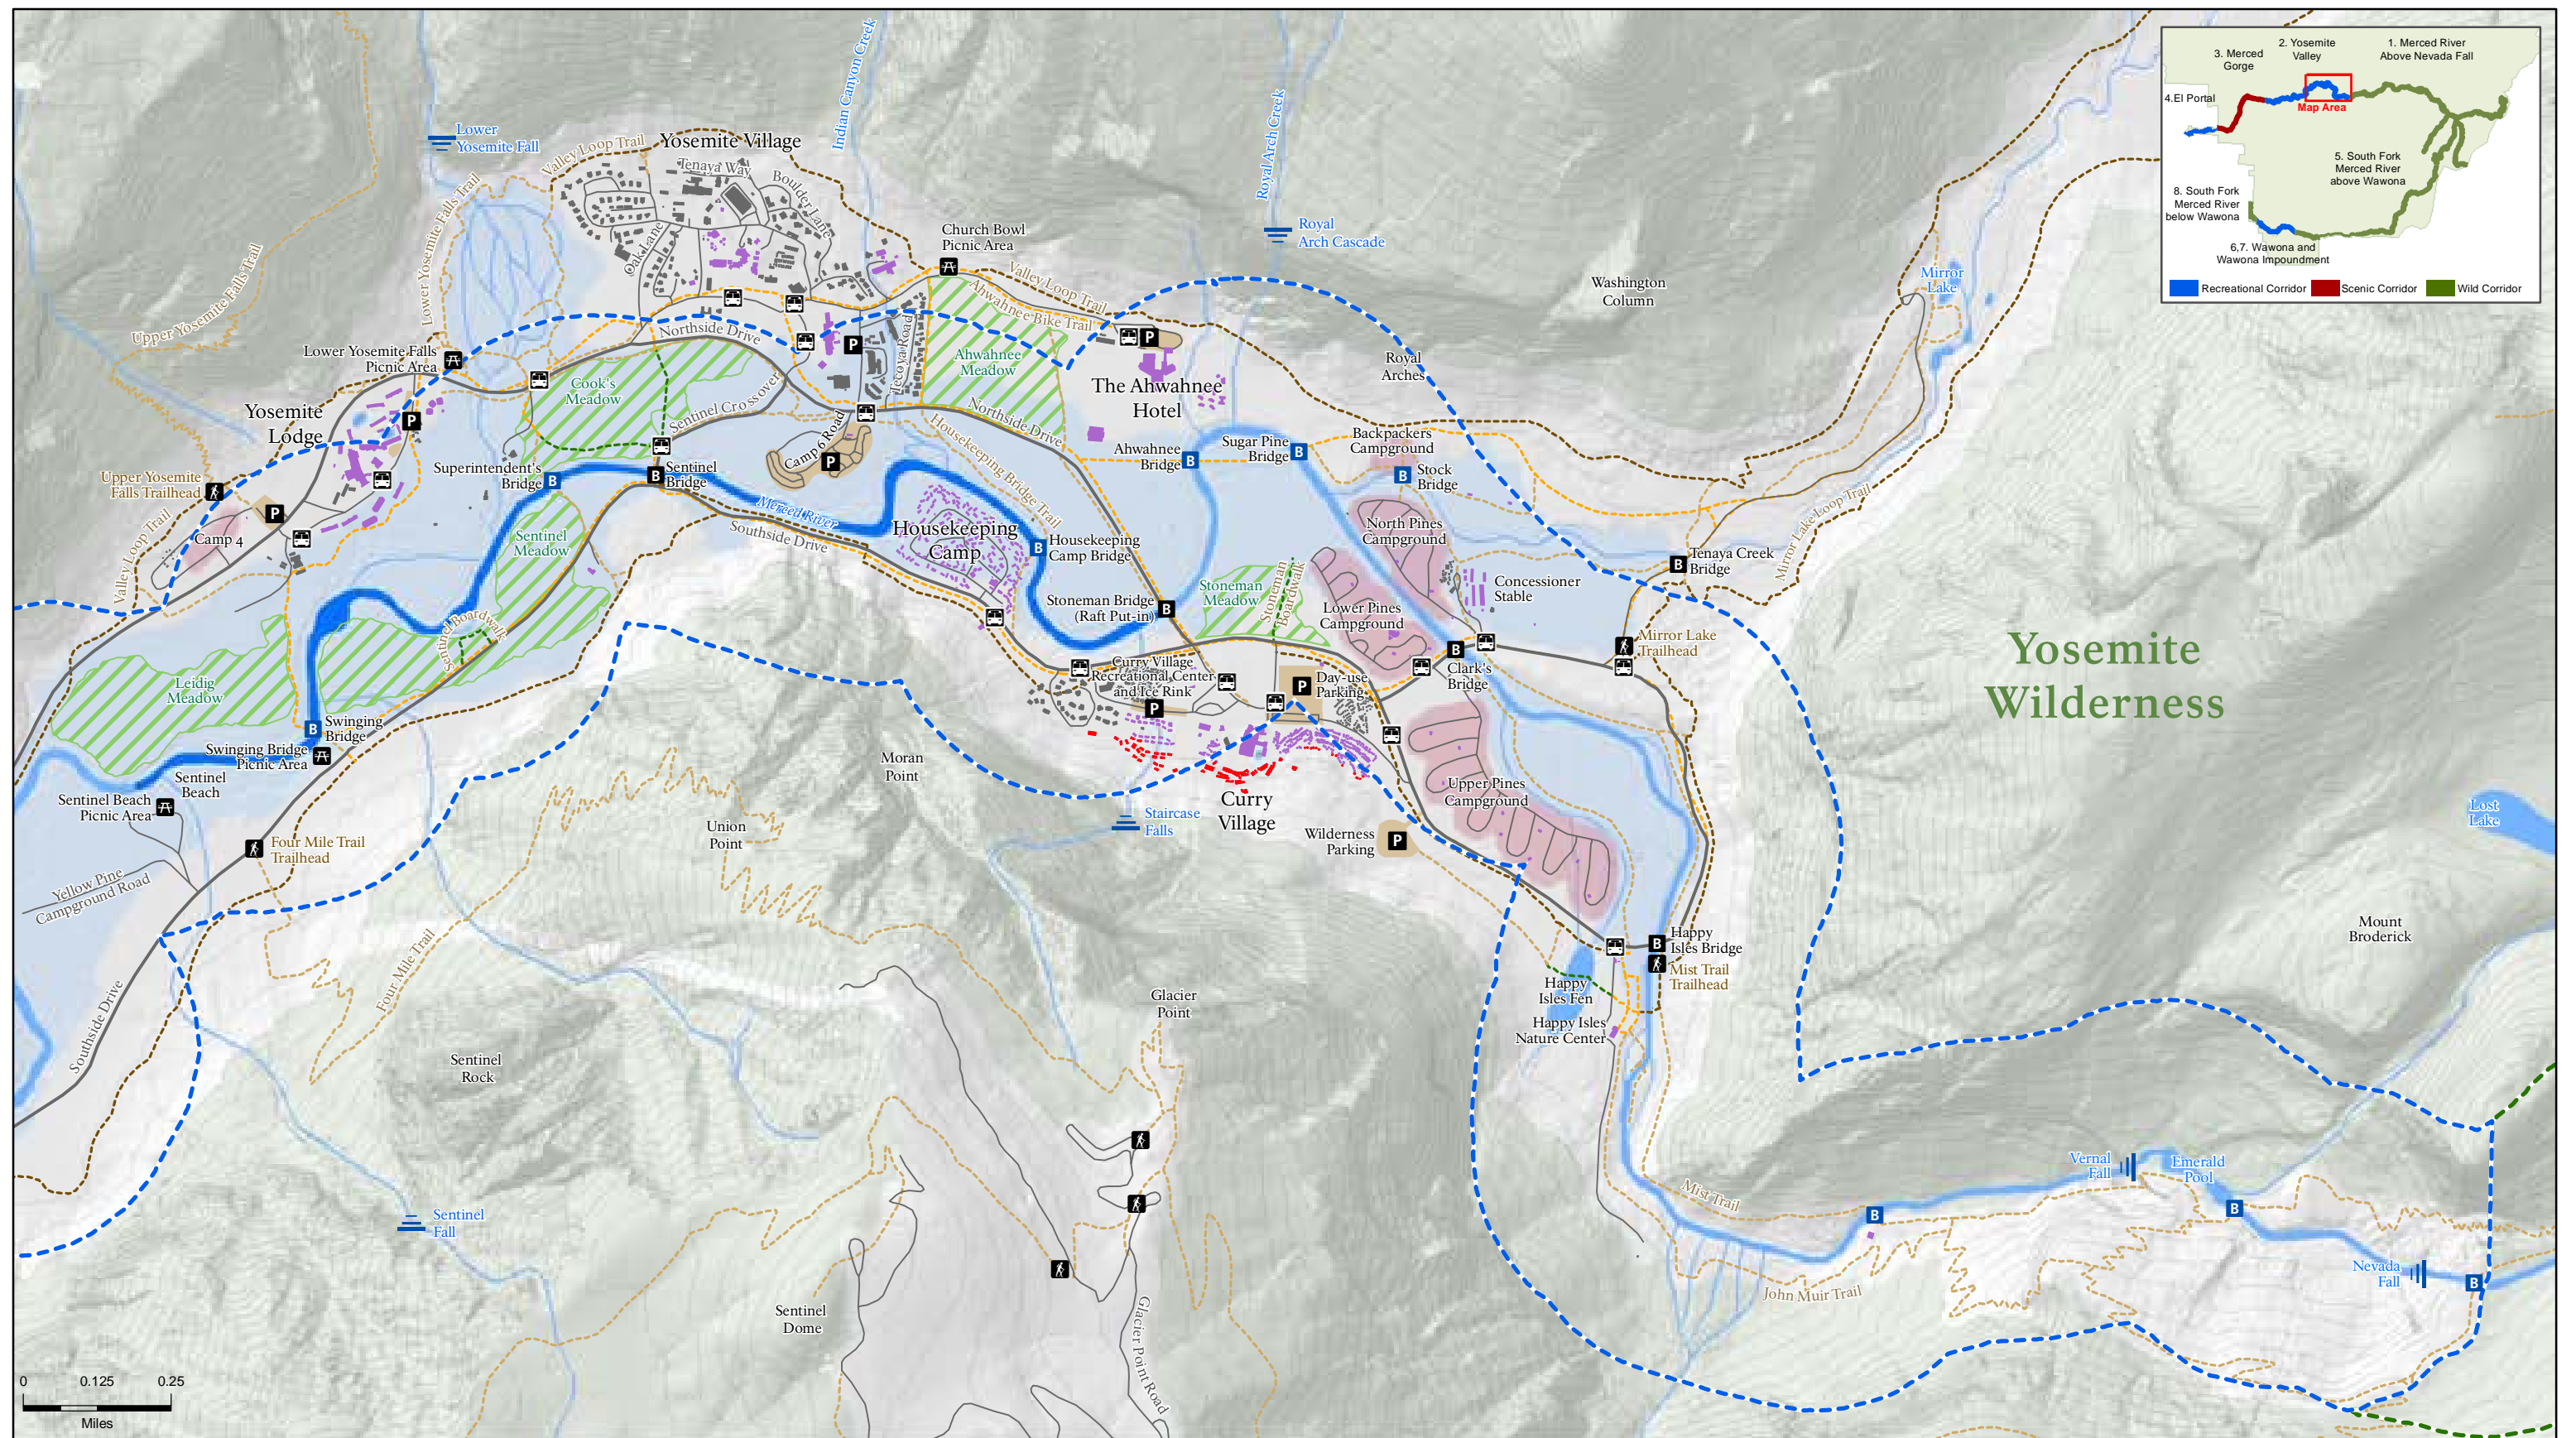 Indian Canyon Creek
Royal Arch Creek
Lower
Yosemite Fall
Valley Loop Trail
Yosemite Village
Tenaya Way
Boulder Lane
Oak Lane
Lower Yosemite Falls Trail
Upper Yosemite Falls Trail
Church Bowl
Picnic Area
Valley Loop Trail
Ahwahnee Bike Trail
Royal
Arch Cascade
Washington
Column
Mirror
Lake
Lower Yosemite Falls
Picnic Area
Northside Drive
P
Tecoya Road
Ahwahnee
Meadow
P
The Ahwahnee
Hotel
Royal
Arches
Cook's
Meadow
Sentinel Crossover
Yosemite
Lodge
P
Camp 6 Road
P
Northside Drive
Housekeeping Bridge Trail
Ahwahnee
Bridge
B
Sugar Pine
Bridge
B
Backpackers
Campground
B
Stock
Bridge
Superintendent's
Bridge
B
B
Sentinel
Bridge
Upper Yosemite
Falls Trailhead
P
Camp 4
Valley Loop Trail
Merced River
Southside Drive
Sentinel
Meadow
Housekeeping
Camp
B
Housekeeping
Camp Bridge
North Pines
Campground
Mirror Lake Loop Trail
B
Tenaya Creek
Bridge
Stoneman
Meadow
Stoneman
Boardwalk
Concessioner
Stable
Stoneman Bridge
(Raft Put-in)
B
Lower Pines
Campground
Sentinel Boardwalk
Mirror Lake
Trailhead
B
Clark's
Bridge
Yosemite
Wilderness
Leidig
Meadow
Curry Village
Recreational Center
and Ice Rink
P
P
Day-use
Parking
B
Swinging
Bridge
Swinging Bridge
Picnic Area
Sentinel
Beach
Sentinel Beach
Picnic Area
Moran
Point
Upper Pines
Campground
Curry
Village
Staircase
Falls
Union
Point
Wilderness
Parking
P
Lost
Lake
Four Mile Trail
Trailhead
Yellow Pine
Campground Road
Four Mile Trail
Southside Drive
B
Happy
Isles Bridge
Mist Trail
Trailhead
Happy
Isles Fen
Happy Isles
Nature Center
Mount
Broderick
Glacier
Point
Sentinel
Rock
Sentinel
Fall
Sentinel
Dome
Glacier Point Road
Mist Trail
B
John Muir Trail
Vernal
Fall
Emerald
Pool
B
Nevada
Fall
B
0 0.125 0.25
Miles
1. Merced River
Above Nevada Fall
2. Yosemite
Valley
3. Merced
Gorge
4.El Portal
Map Area
5. South Fork
Merced River
above Wawona
8. South Fork
Merced River
below Wawona
6,7. Wawona and
Wawona Impoundment
Recreational Corridor
Scenic Corridor
Wild Corridor